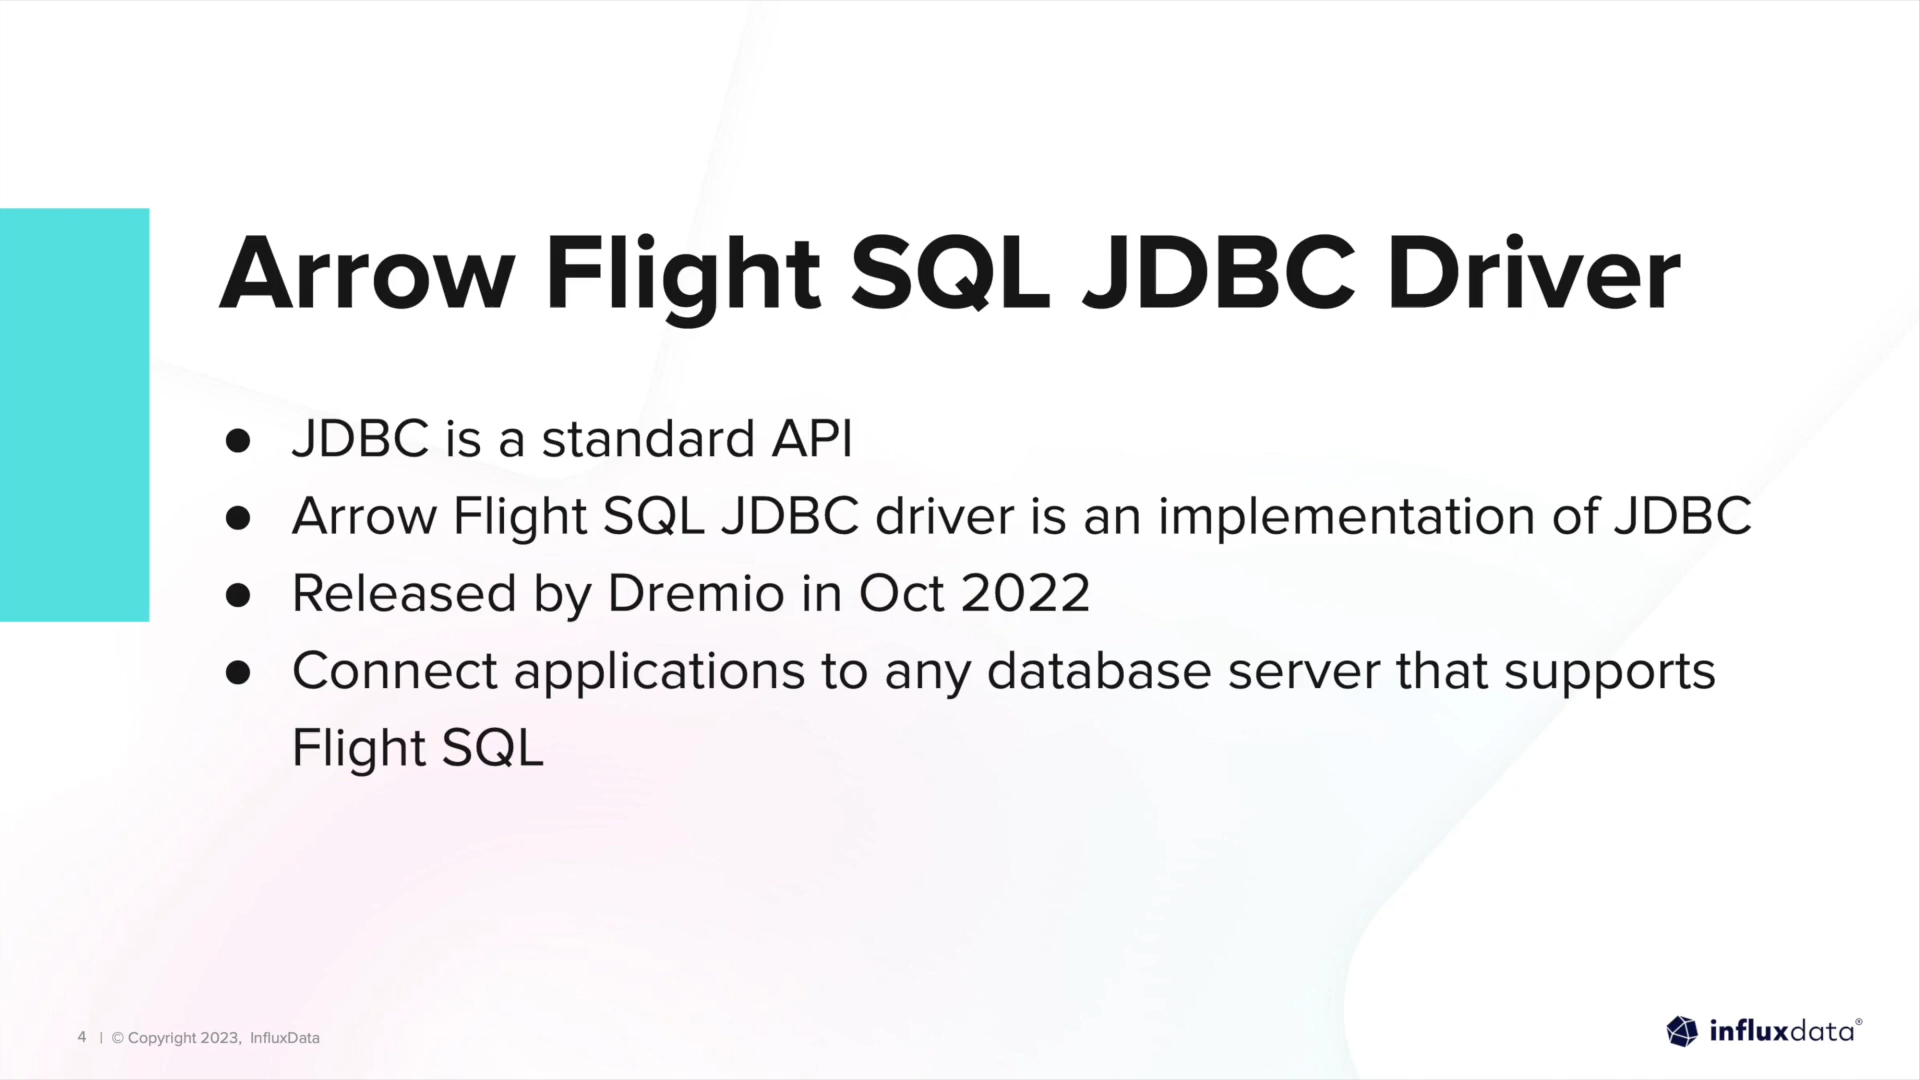 Arrow Flight SQL JDBC Driver
● JDBC is a standard API
● Arrow Flight SQL JDBC driver is an implementation of JDBC
● Released by Dremio in Oct 2022
● Connect applications to any database server that supports
Flight SQL
4 | © Copyright 2023, InfluxData
influxdata®